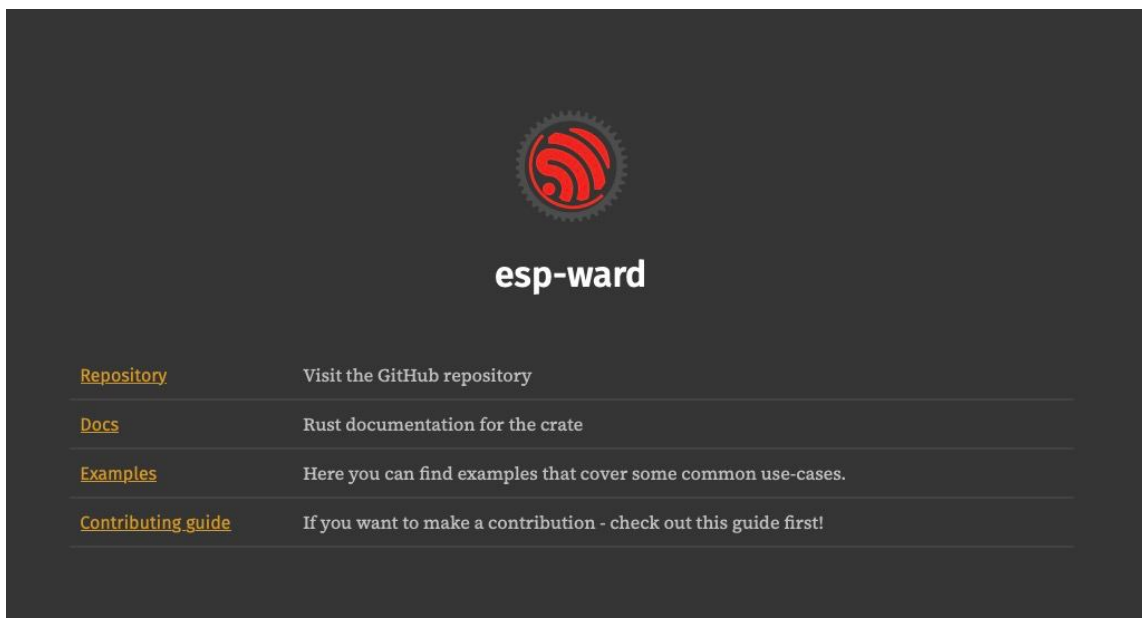 esp-ward
Repository Visit the GitHub repository
Docs Rust documentation for the crate
Examples Here you can find examples that cover some common use-cases.
Contributing guide If you want to make a contribution - check out this guide first!